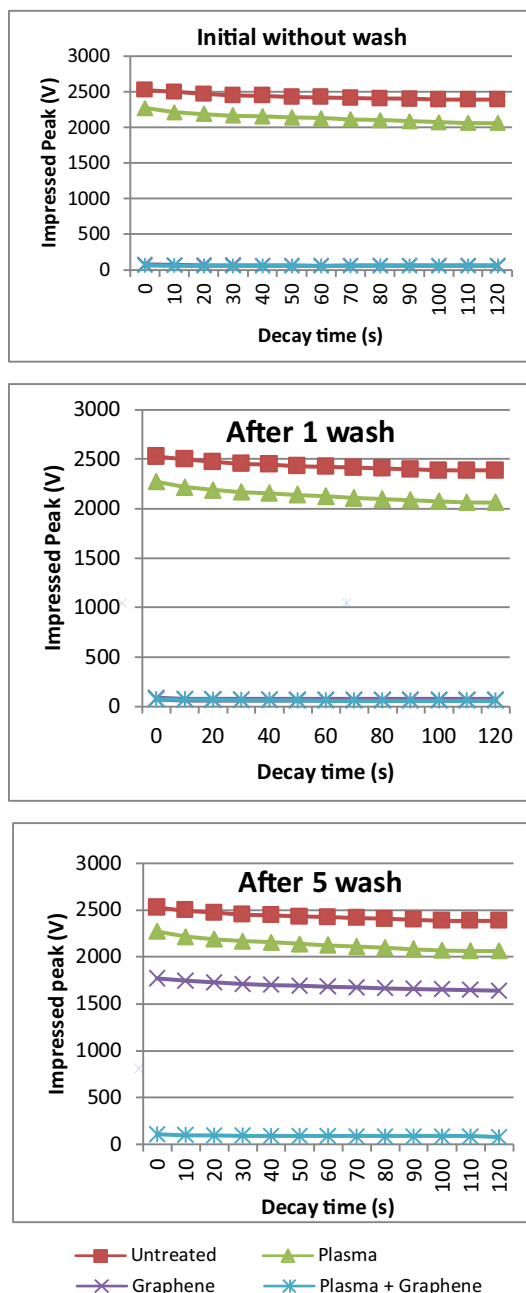 Initial without wash
3000
2500
2000
1500
1000
500
0
Impressed Peak (V)
0 10 20 30 40 50 60 70 80 90 100 110 120
Decay time (s)
After 1 wash
3000
2500
2000
1500
1000
500
0
Impressed Peak (V)
0 20 40 60 80 100 120
Decay time (s)
After 5 wash
3000
2500
2000
1500
1000
500
0
Impressed peak (V)
0 10 20 30 40 50 60 70 80 90 100 110 120
Decay time (s)
Untreated Plasma
Graphene Plasma + Graphene